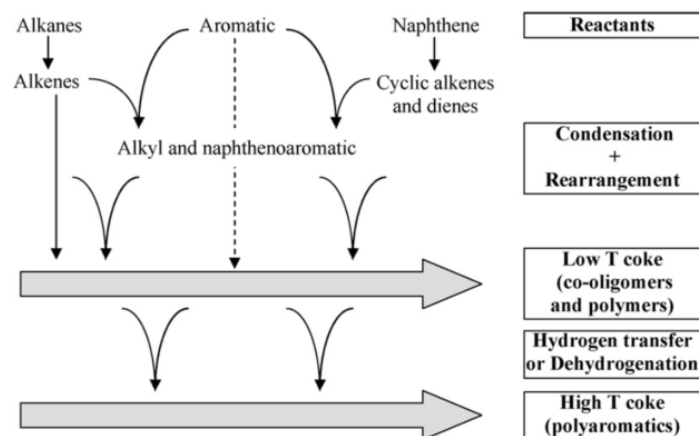 Alkanes
Aromatic
Naphthene
Reactants
Alkenes
Cyclic alkenes
and dienes
Alkyl and naphthenoaromatic
Condensation
+
Rearrangement
Low T coke
(co-oligomers
and polymers)
Hydrogen transfer
or Dehydrogenation
High T coke
(polyaromatics)